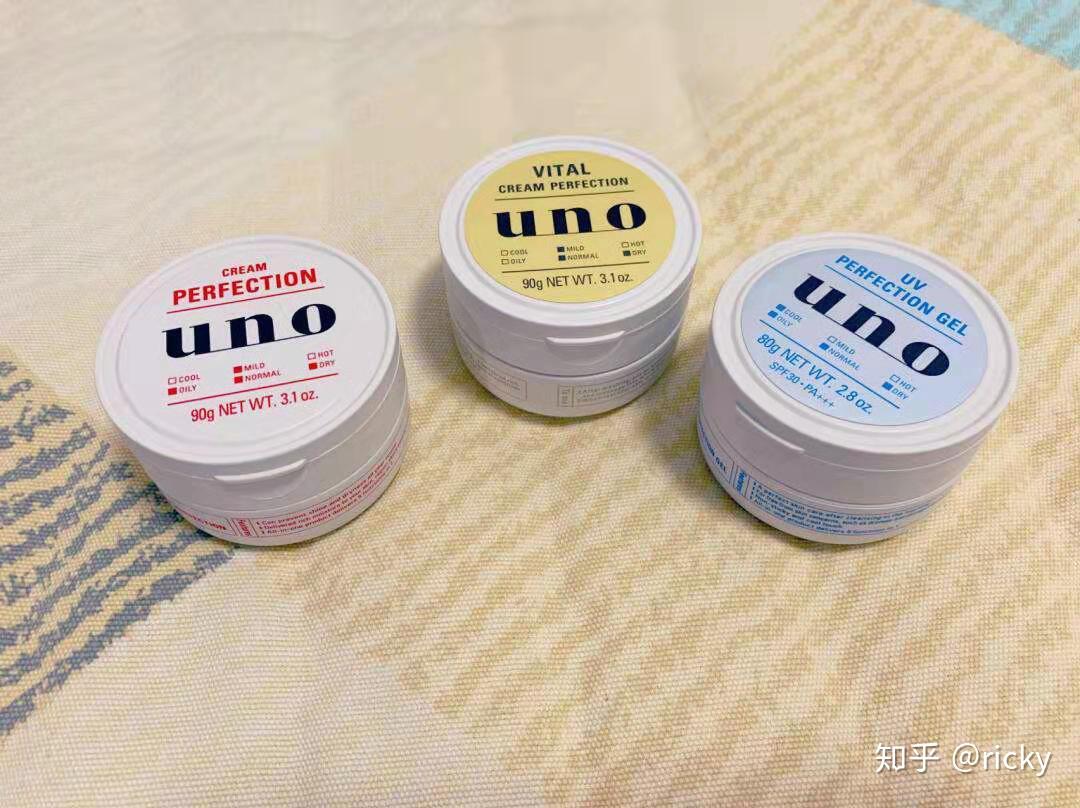 CREAM
PERFECTION
uno
COOL MILD HOT
OILY NORMAL DRY
90g NET WT. 3.1 oz.
VITAL
CREAM PERFECTION
uno
COOL MILD HOT
OILY NORMAL DRY
90g NET WT. 3.1 oz.
UV
PERFECTION GEL
uno
COOL MILD HOT
OILY NORMAL DRY
80g NET WT. 2.8 oz.
SPF30・PA+++
知乎 @ricky